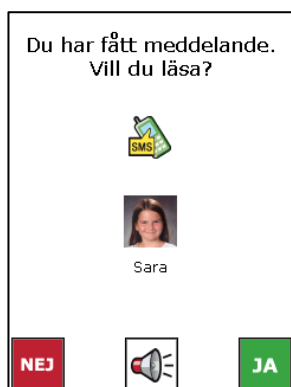 Du har fått meddelande.
Vill du läsa?
SMS
Sara
NEJ
JA